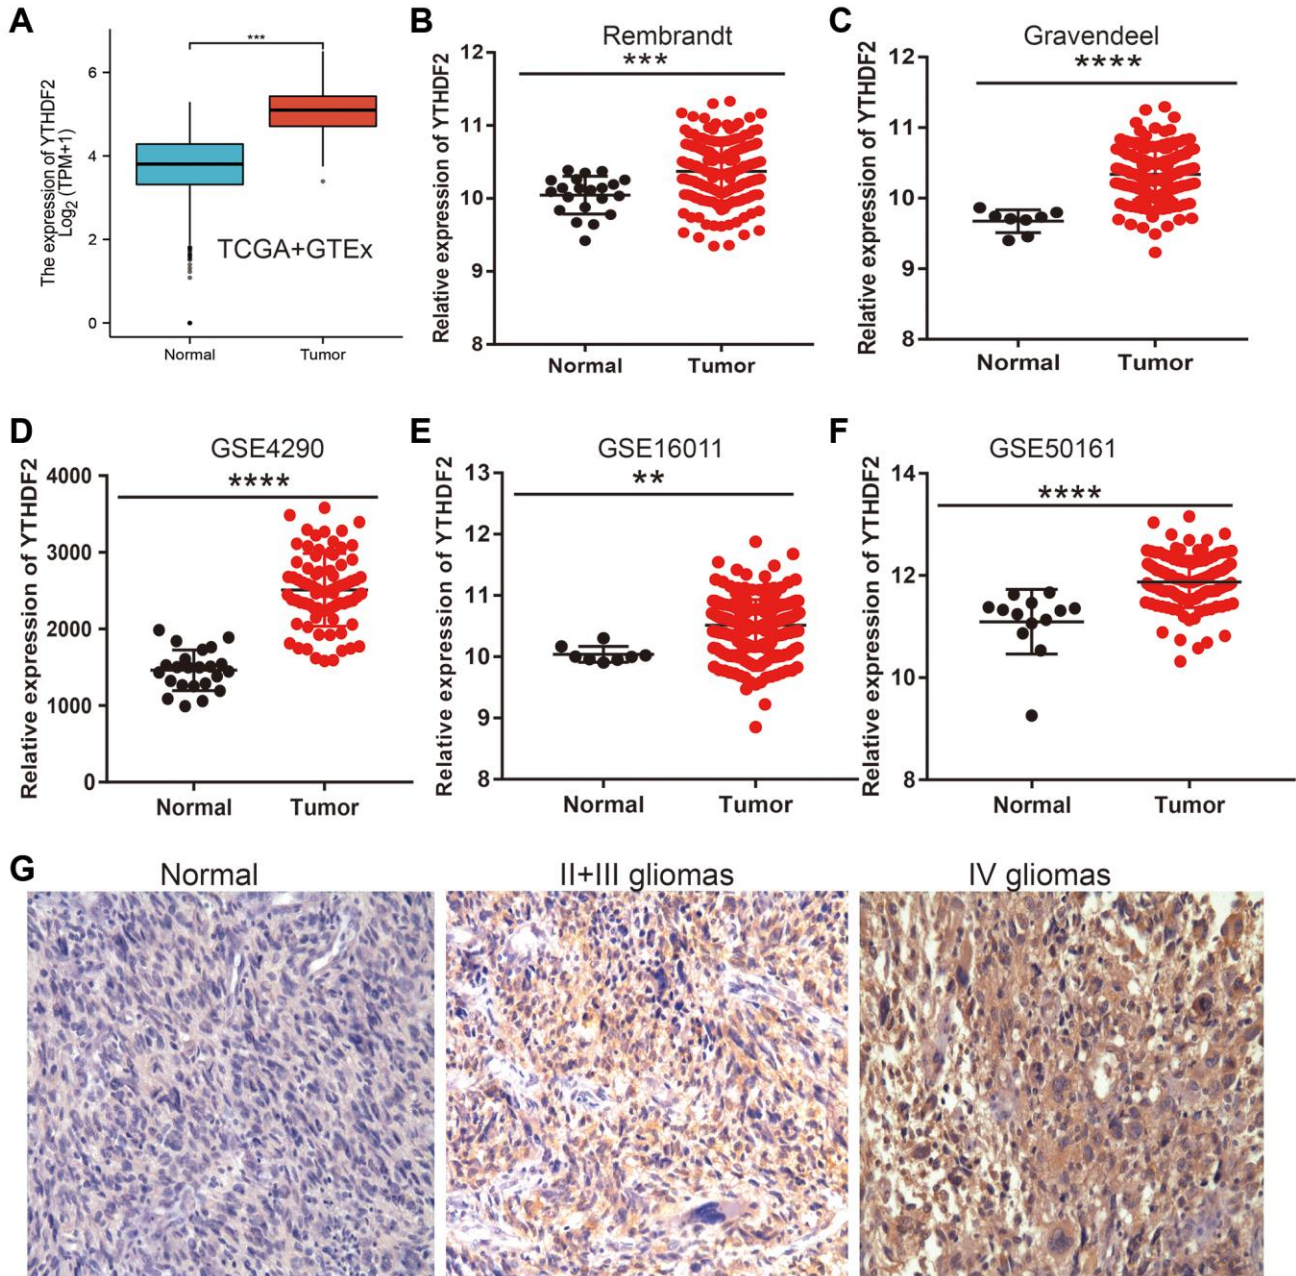 A
The expression of YTHDF2
Log2 (TPM+1)
6
4
2
0
***
TCGA+GTEx
Normal
Tumor
B
Rembrandt
***
Relative expression of YTHDF2
12
11
10
9
8
Normal
Tumor
C
Gravendeel
****
Relative expression of YTHDF2
12
11
10
9
8
Normal
Tumor
D
GSE4290
****
Relative expression of YTHDF2
4000
3000
2000
1000
0
Normal
Tumor
E
GSE16011
**
Relative expression of YTHDF2
13
12
11
10
9
8
Normal
Tumor
F
GSE50161
****
Relative expression of YTHDF2
14
12
10
8
Normal
Tumor
G
Normal
II+III gliomas
IV gliomas